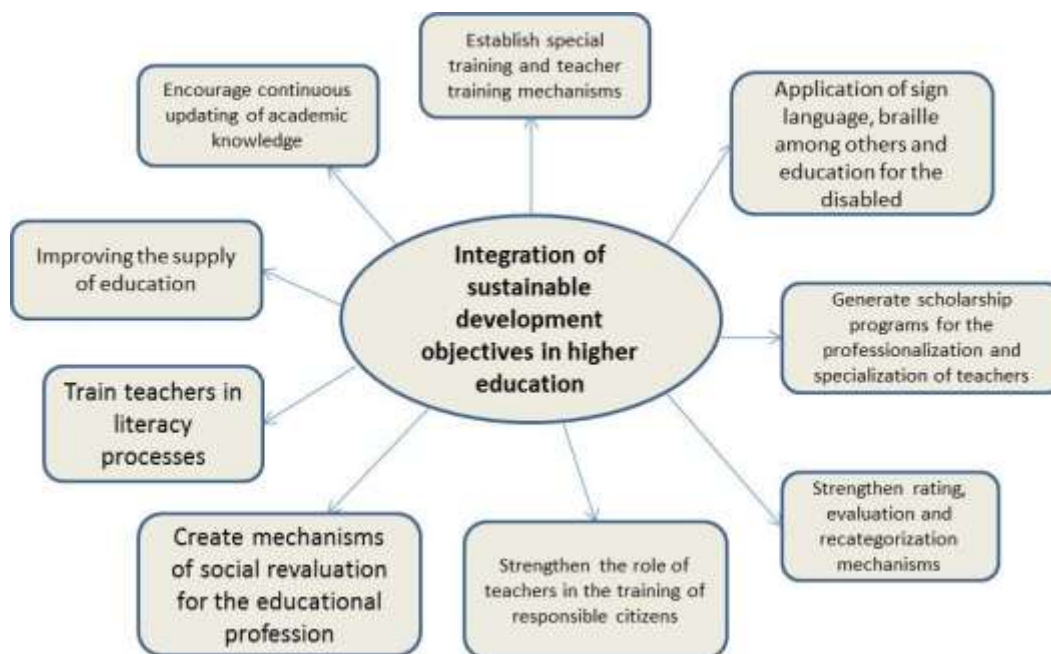 Establish special
training and teacher
training mechanisms
Encourage continuous
updating of academic
knowledge
Application of sign
language, braille
among others and
education for the
disabled
Improving the supply
of education
Integration of
sustainable
development
objectives in higher
education
Generate scholarship
programs for the
professionalization and
specialization of teachers
Train teachers in
literacy
processes
Strengthen rating,
evaluation and
recategorization
mechanisms
Create mechanisms
of social revaluation
for the educational
profession
Strengthen the role of
teachers in the training of
responsible citizens